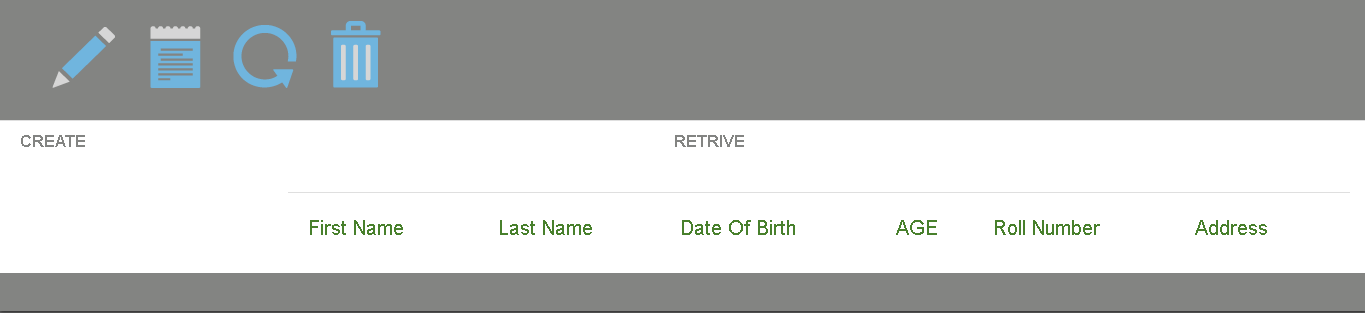 CREATE RETRIVE
First Name Last Name Date Of Birth AGE Roll Number Address